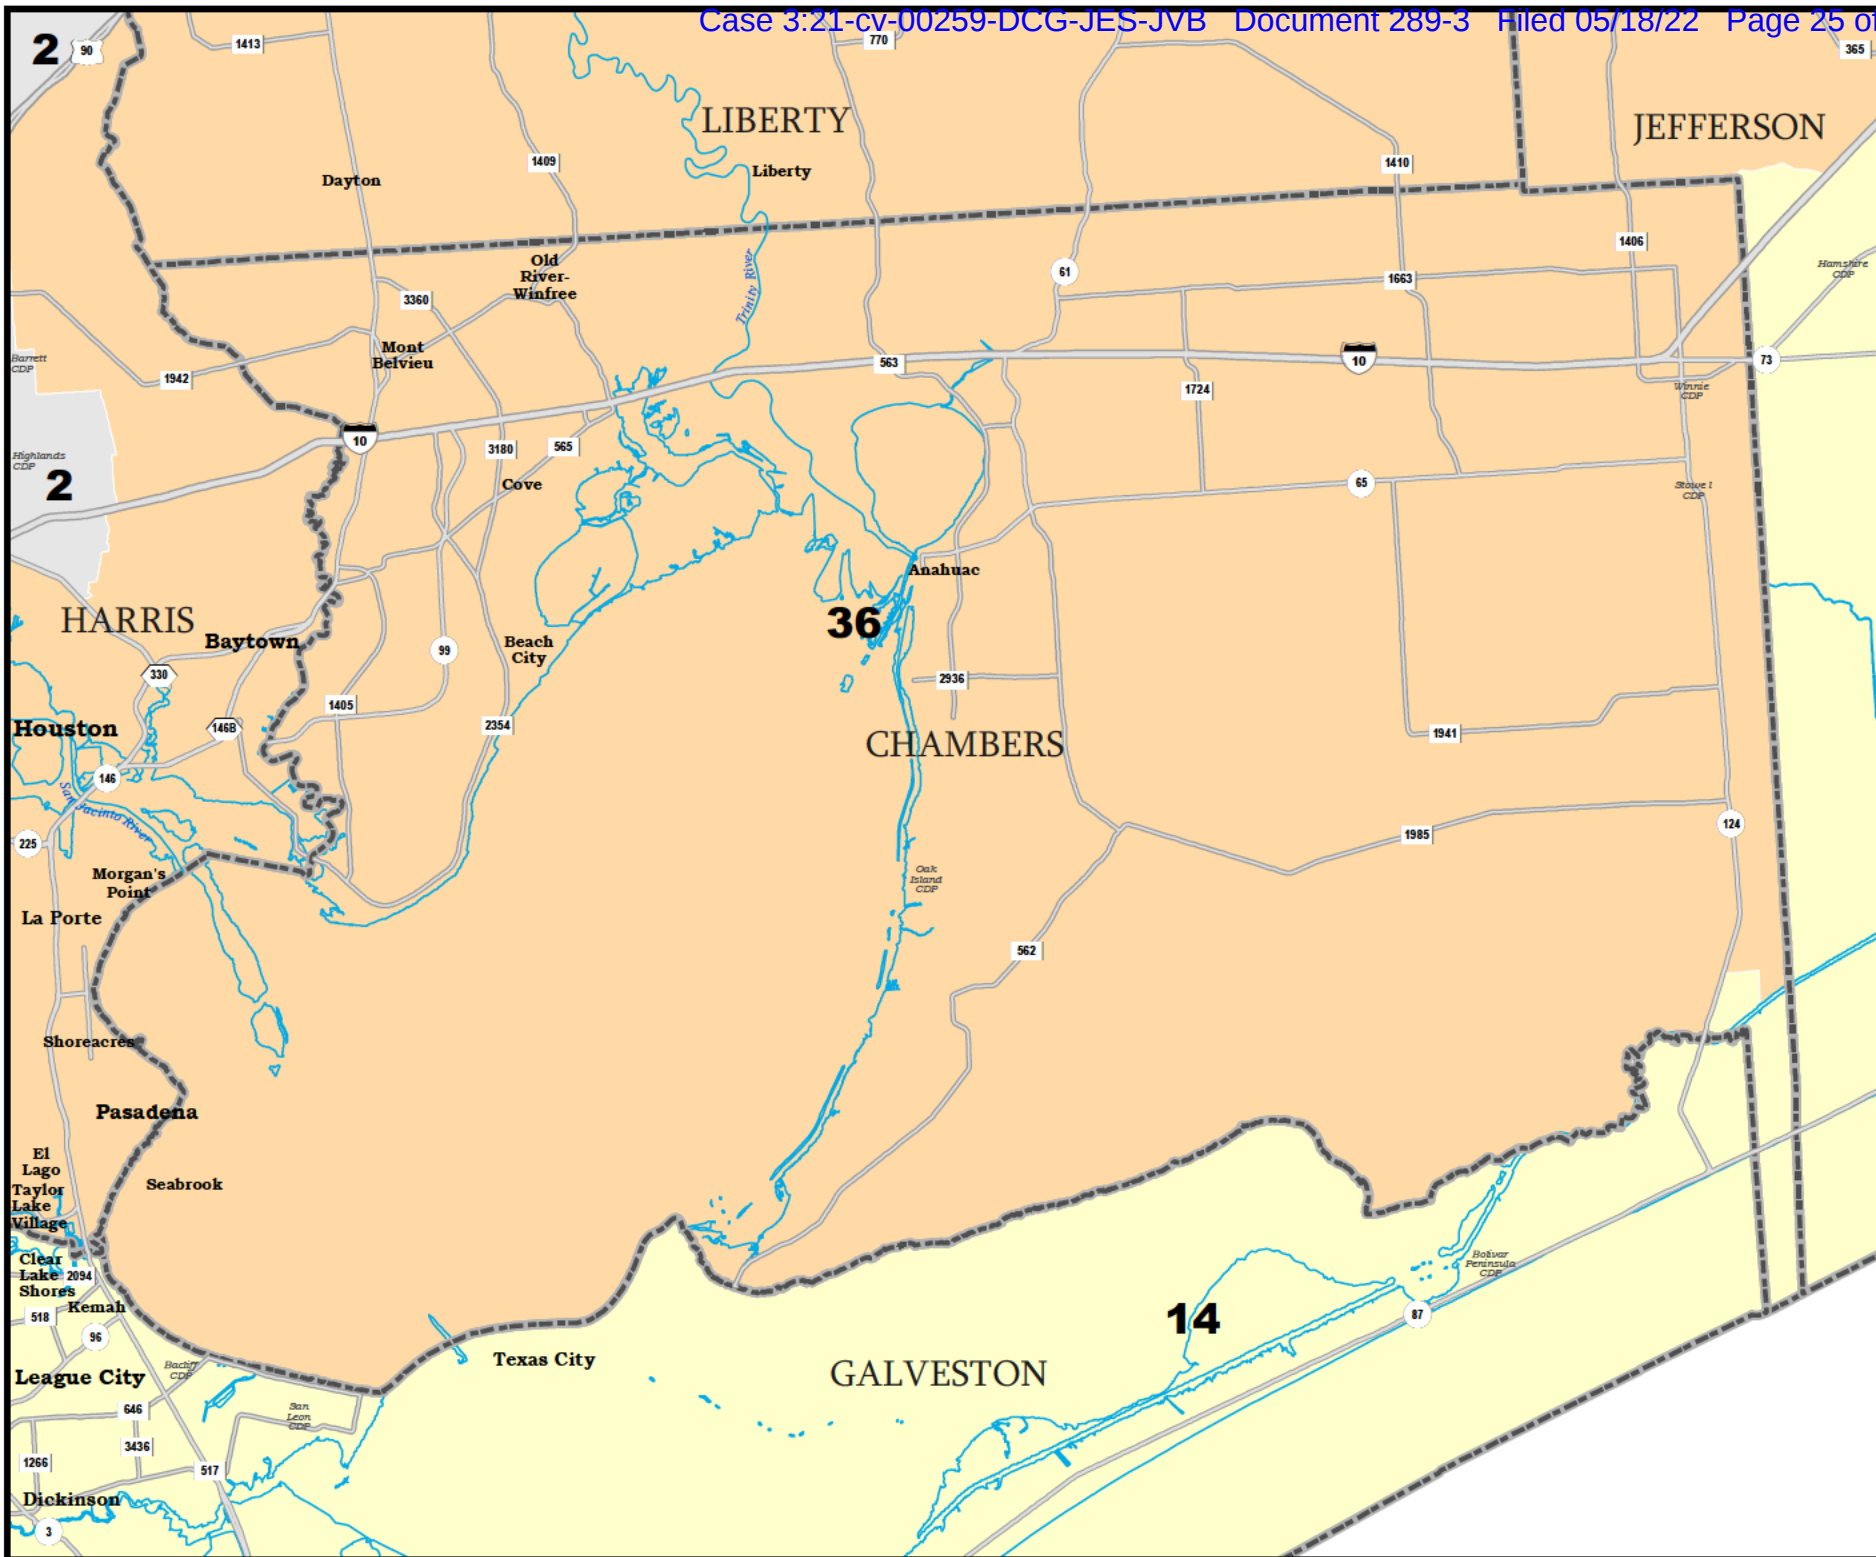 Case 3:21-cv-00259-DCG-JES-JVB Document 289-3 Filed 05/18/22 Page 25 of
2
90
1413
770
365
LIBERTY
JEFFERSON
1409
Liberty
1410
Dayton
1406
Old
River-
Winfree
Trinity River
61
1663
Hamshire
CDP
3360
Mont
Belvieu
Barrett
CDP
1942
563
10
73
1724
Winnie
CDP
10
3180
565
Highlands
CDP
2
Cove
65
Stowell
CDP
Anahuac
HARRIS
36
Baytown
Beach
City
99
330
2936
1405
Houston
146B
2354
1941
CHAMBERS
146
San Jacinto River
225
1985
124
Morgan's
Point
Oak
Island
CDP
La Porte
562
Shoreacres
Pasadena
El
Lago
Seabrook
Taylor
Lake
Village
Clear
Lake
Shores
2094
Bolivar
Peninsula
CDP
Kemah
518
87
14
96
Texas City
Bacliff
CDP
GALVESTON
League City
646
San
Leon
CDP
3436
1266
517
Dickinson
3